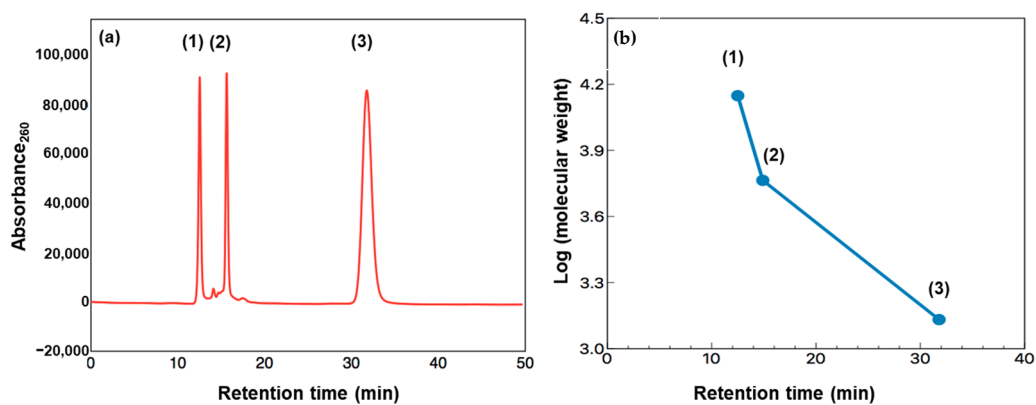 (a)
(1) (2) (3)
Absorbance260
100,000
80,000
60,000
40,000
20,000
0
−20,000
0 10 20 30 40 50
Retention time (min)
(b)
(1)
(2)
(3)
Log (molecular weight)
4.5
4.2
3.9
3.6
3.3
3.0
0 10 20 30 40
Retention time (min)